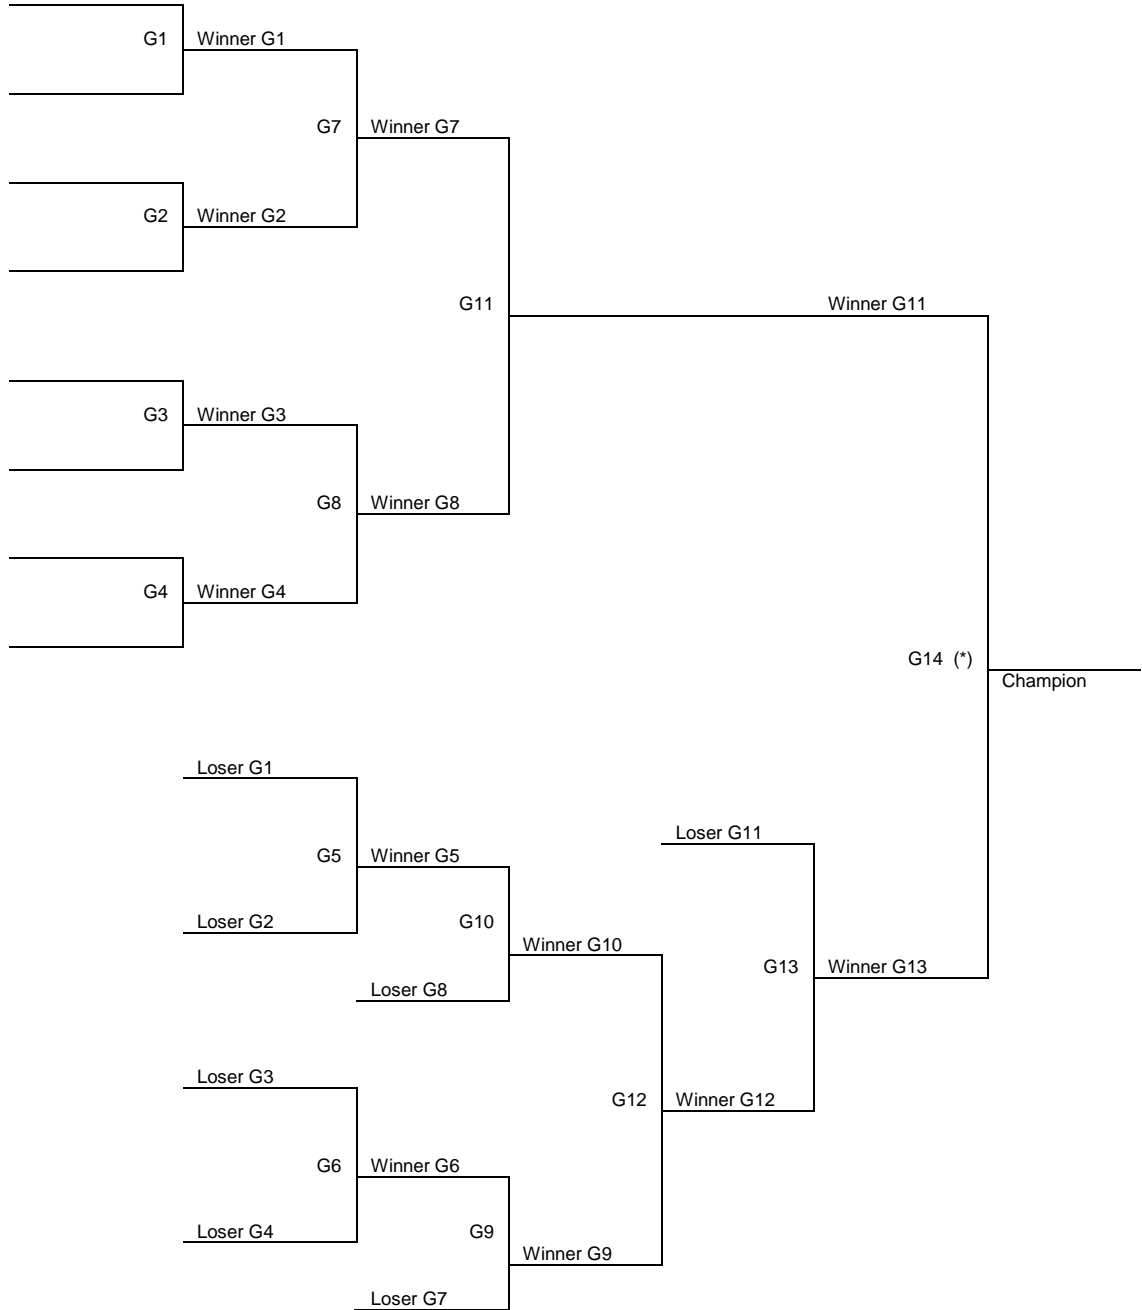 G1 Winner G1
G7 Winner G7
G2 Winner G2
G11 Winner G11
G3 Winner G3
G8 Winner G8
G4 Winner G4
G14 (*)
Champion
Loser G1
Loser G11
G5 Winner G5
Loser G2
G10
Winner G10
G13 Winner G13
Loser G8
Loser G3
G12 Winner G12
G6 Winner G6
Loser G4
G9
Winner G9
Loser G7